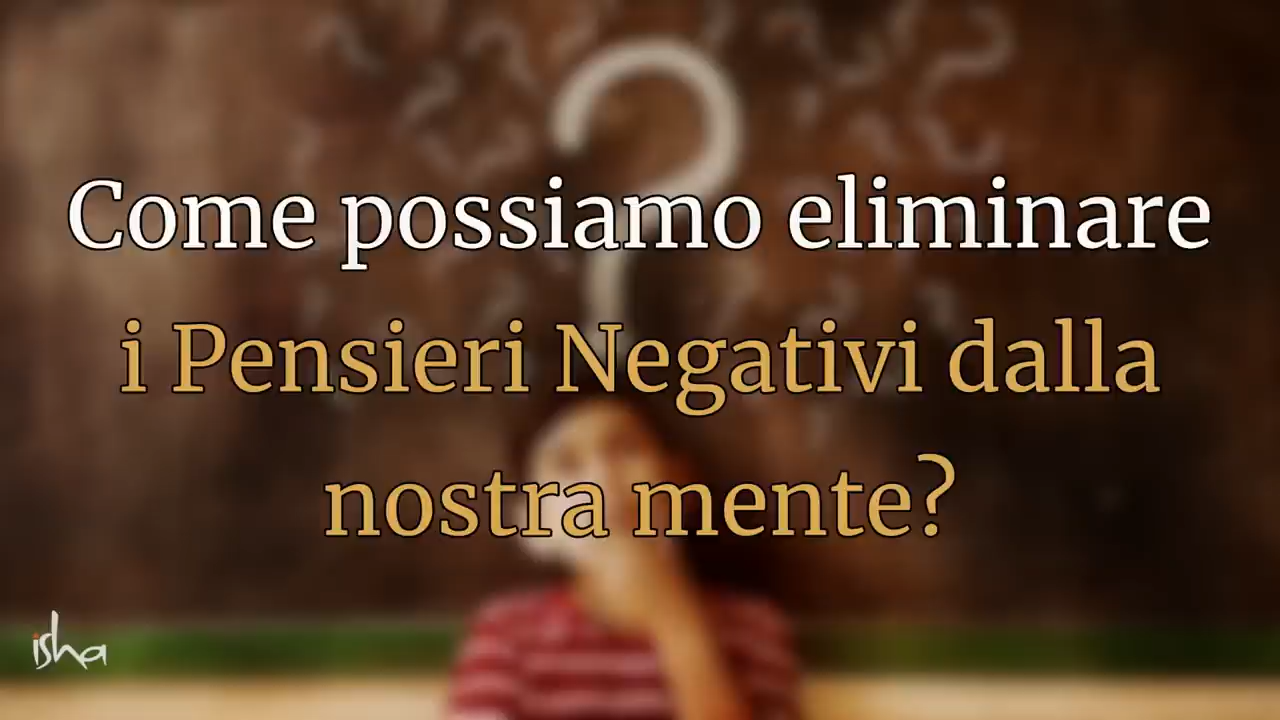 Come possiamo eliminare
i Pensieri Negativi dalla
nostra mente?
isha